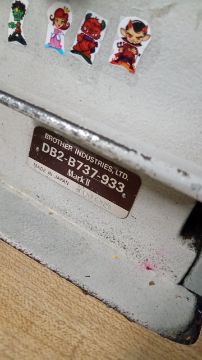 BROTHER INDUSTRIES, LTD.
DB2-B737-933
Mark II
MADE IN JAPAN